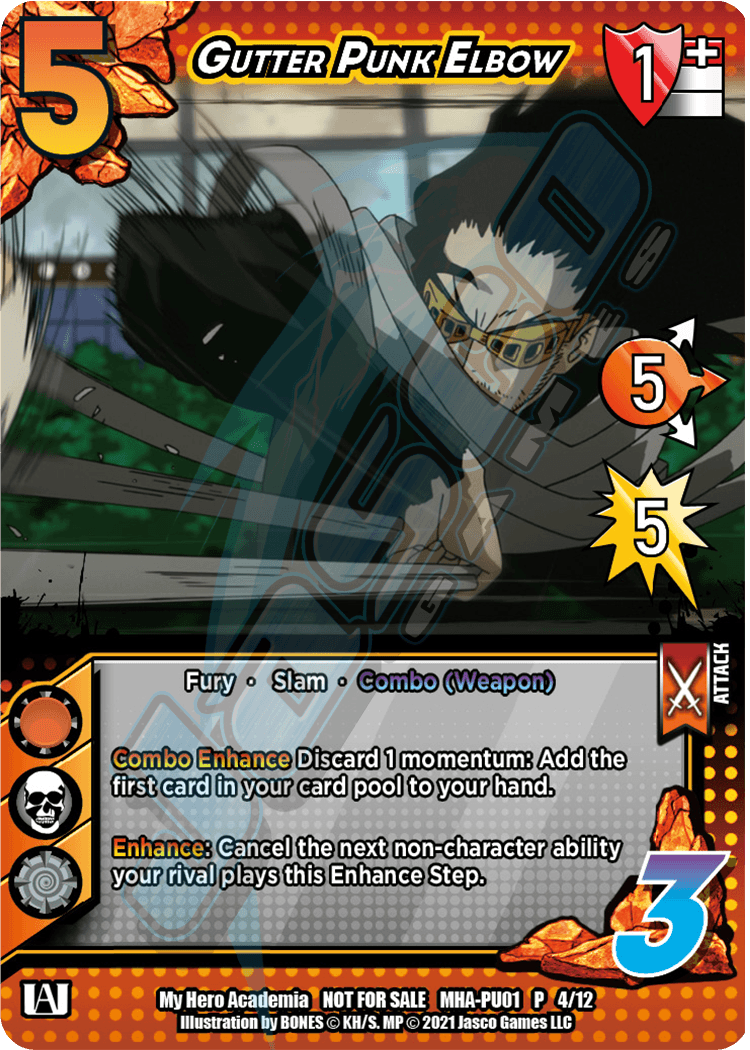 5
GUTTER PUNK ELBOW
1
+
5
5
ATTACK
Fury · Slam · Combo (Weapon)
Combo Enhance Discard 1 momentum: Add the
first card in your card pool to your hand.
Enhance: Cancel the next non-character ability
your rival plays this Enhance Step.
3
UA
My Hero Academia NOT FOR SALE MHA-PU01 P 4/12
Illustration by BONES © KH/S. MP © 2021 Jasco Games LLC